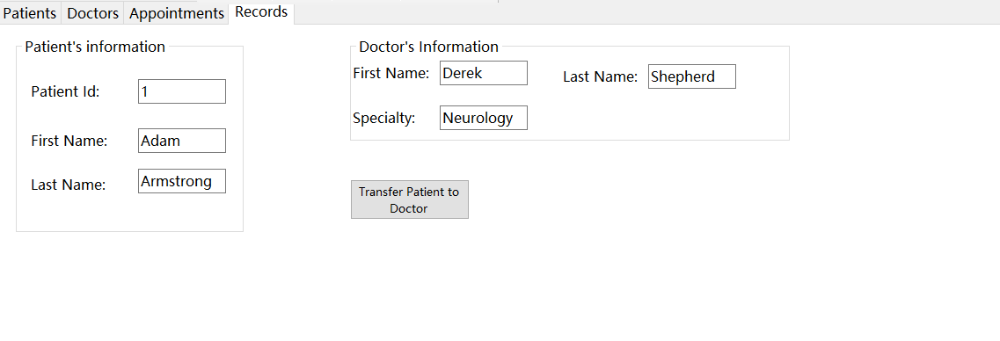 Patients Doctors Appointments Records
Patient's information
Patient Id: 1
First Name: Adam
Last Name: Armstrong
Doctor's Information
First Name: Derek Last Name: Shepherd
Specialty: Neurology
Transfer Patient to
Doctor